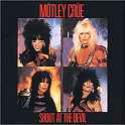 MÖTLEY CRÜE
SHOUT AT THE DEVIL